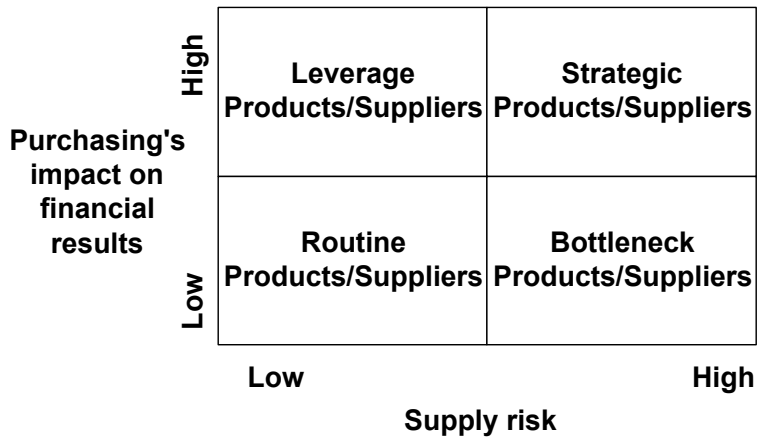 High
Leverage
Products/Suppliers
Strategic
Products/Suppliers
Purchasing's
impact on
financial
results
Routine
Products/Suppliers
Bottleneck
Products/Suppliers
Low
Low
High
Supply risk